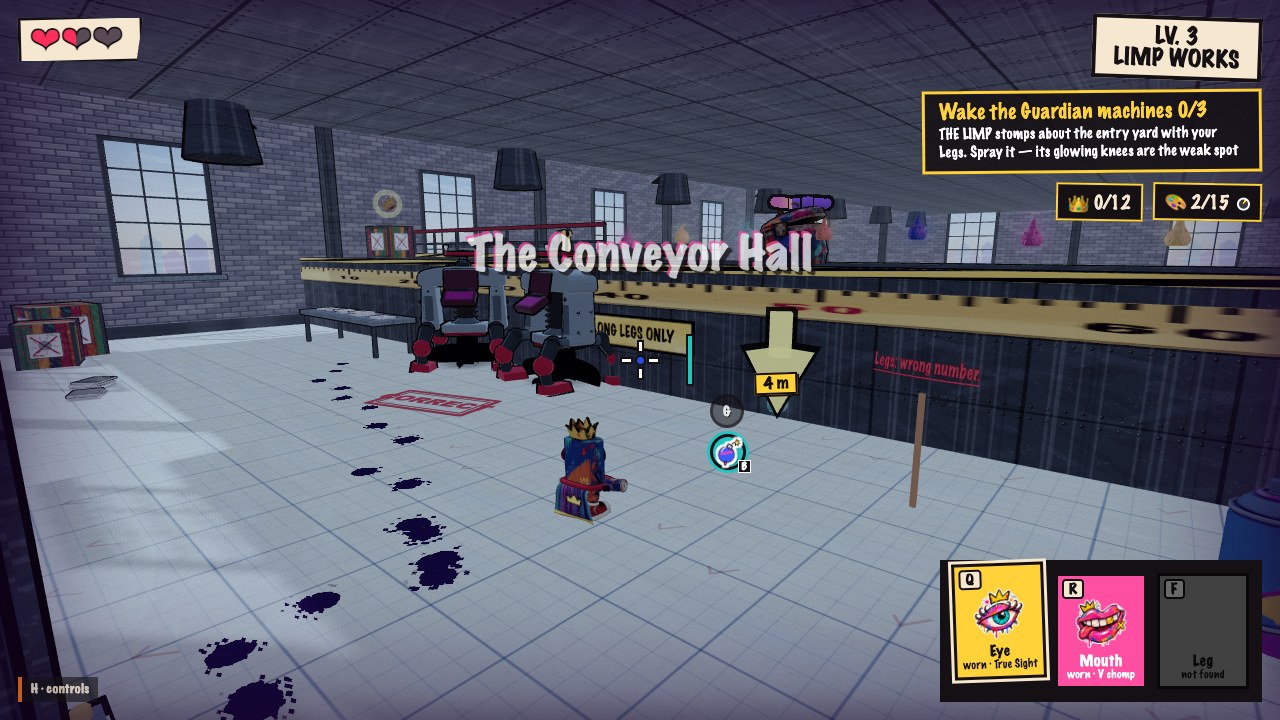 LV. 3
LIMP WORKS
Wake the Guardian machines 0/3
THE LIMP stomps about the entry yard with your
Legs. Spray it — its glowing knees are the weak spot
0/12
2/15
The Conveyor Hall
ONG LEGS ONLY
4 m
Legs: wrong number.
G
B
Q
Eye
worn · True Sight
R
Mouth
worn · Y chomp
F
Leg
not found
H · controls